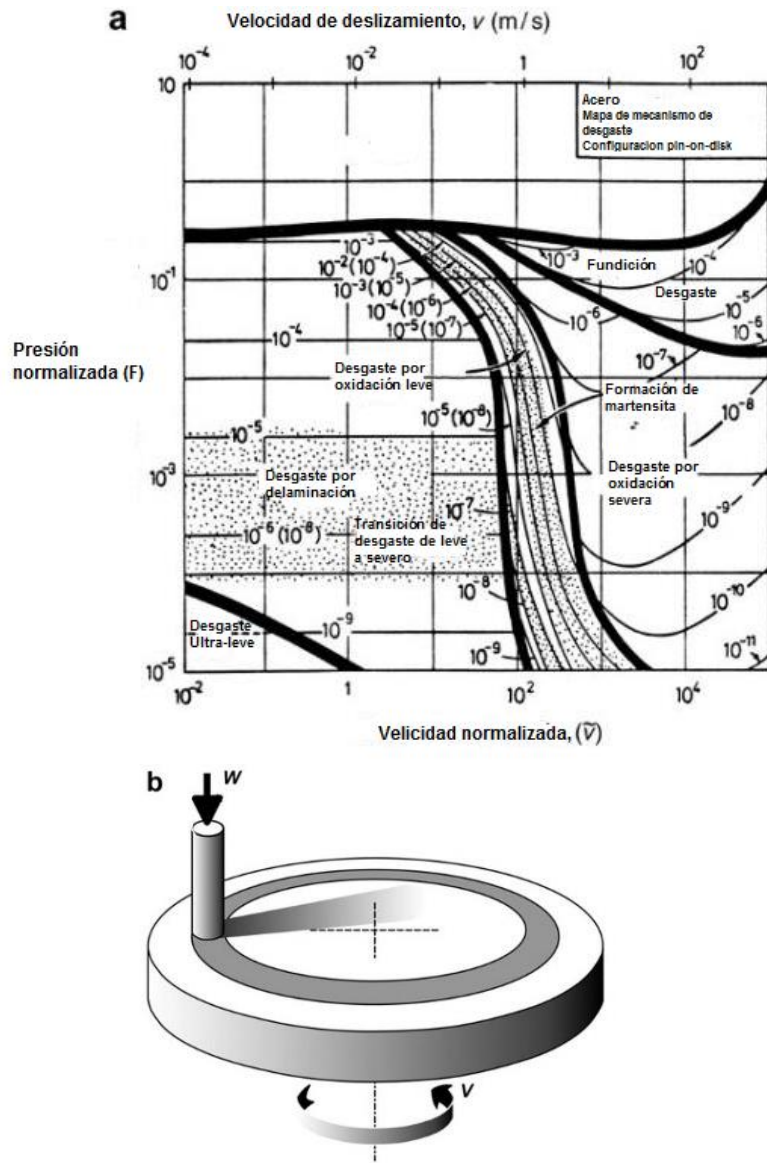 a
Velocidad de deslizamiento, v (m/s)
10⁻⁴ 10⁻² 1 10²
10
Acero
Mapa de mecanismo de
desgaste
Configuracion pin-on-disk
10⁻³
10⁻²(10⁻⁴)
10⁻³(10⁻⁵)
10⁻⁴(10⁻⁶)
10⁻⁵(10⁻⁷)
10⁻³
Fundición
10⁻⁴
Desgaste
10⁻⁵
10⁻⁶
10⁻¹
10⁻⁶
10⁻⁷
Presión
normalizada (F)
10⁻⁴
Desgaste por
oxidación leve
Formación de
martensita
10⁻⁸
10⁻⁵(10⁻⁸)
10⁻⁵
10⁻³
Desgaste por
delaminación
Desgaste por
oxidación
severa
10⁻⁷
10⁻⁹
10⁻⁶(10⁻⁸)
Transición de
desgaste de leve
a severo
10⁻⁸
10⁻¹⁰
Desgaste
Ultra-leve
10⁻⁹
10⁻⁹
10⁻¹¹
10⁻⁵
10⁻² 1 10² 10⁴
Velicidad normalizada, (ṽ)
b
W
V